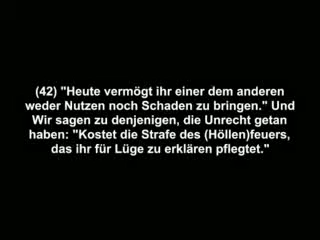 (42) "Heute vermögt ihr einer dem anderen
weder Nutzen noch Schaden zu bringen." Und
Wir sagen zu denjenigen, die Unrecht getan
haben: "Kostet die Strafe des (Höllen)feuers,
das ihr für Lüge zu erklären pflegtet."